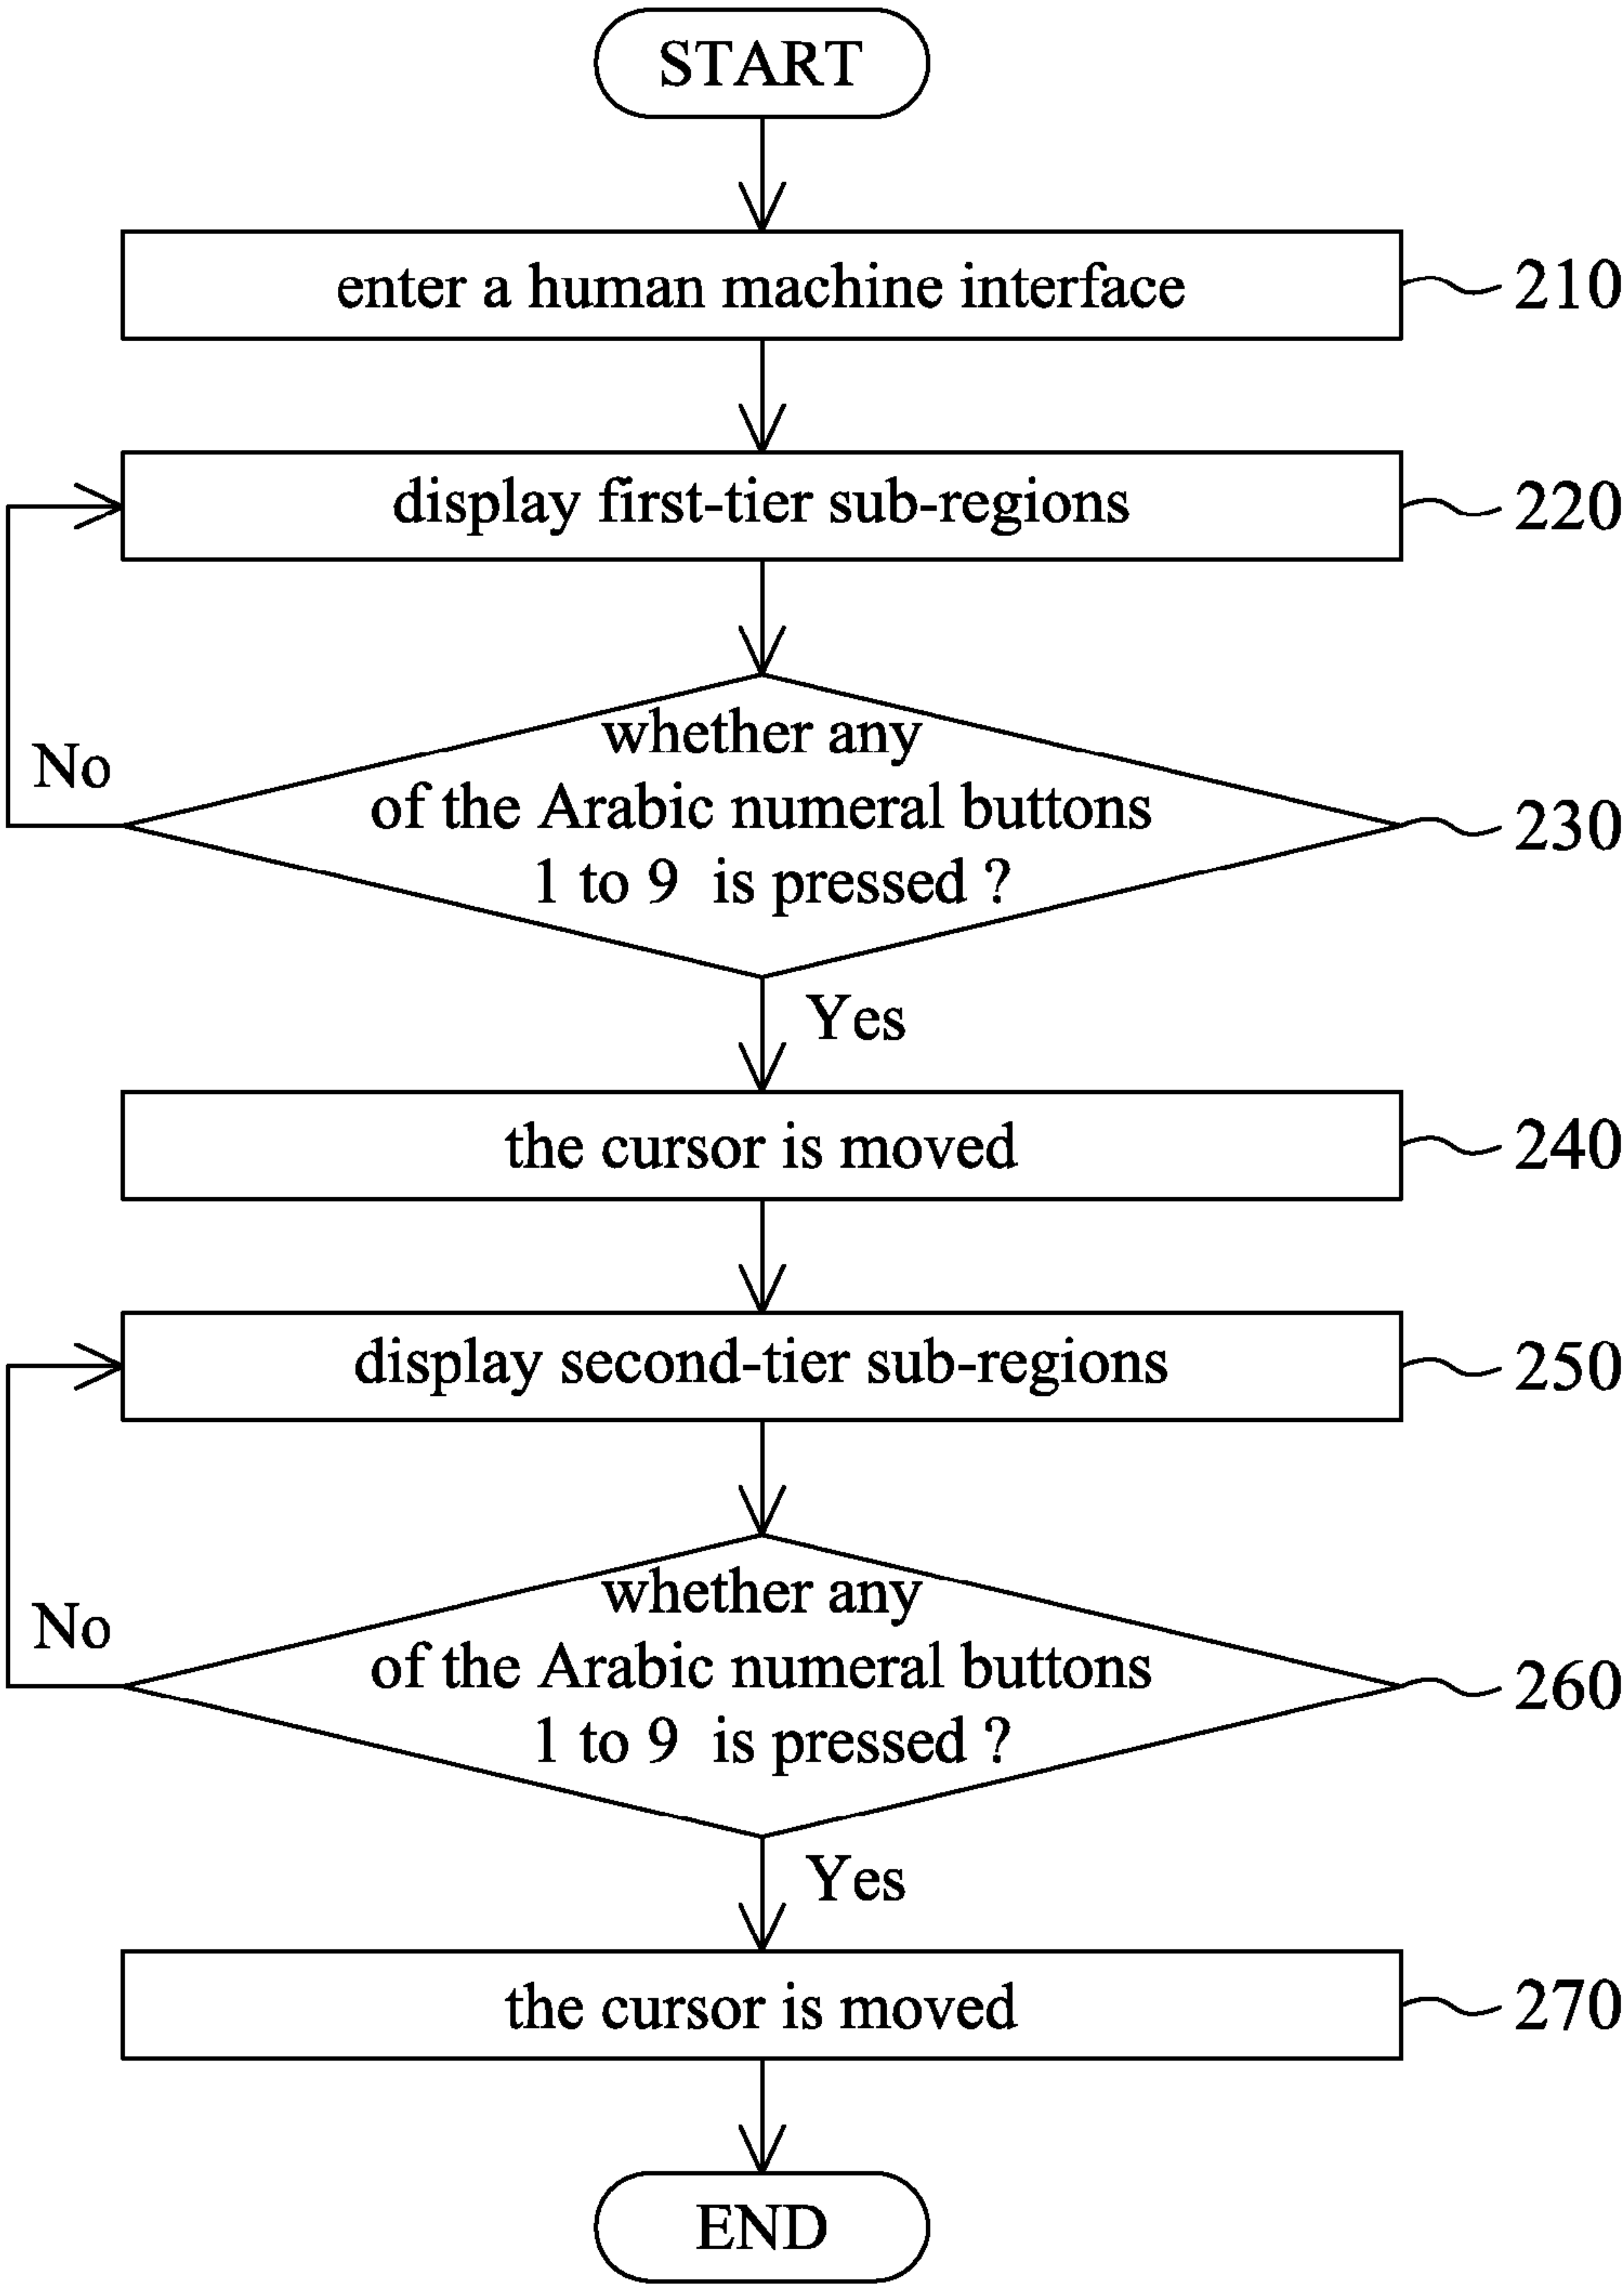 START
enter a human machine interface
210
display first-tier sub-regions
220
whether any
of the Arabic numeral buttons
1 to 9 is pressed ?
230
No
Yes
the cursor is moved
240
display second-tier sub-regions
250
whether any
of the Arabic numeral buttons
1 to 9 is pressed ?
260
No
Yes
the cursor is moved
270
END